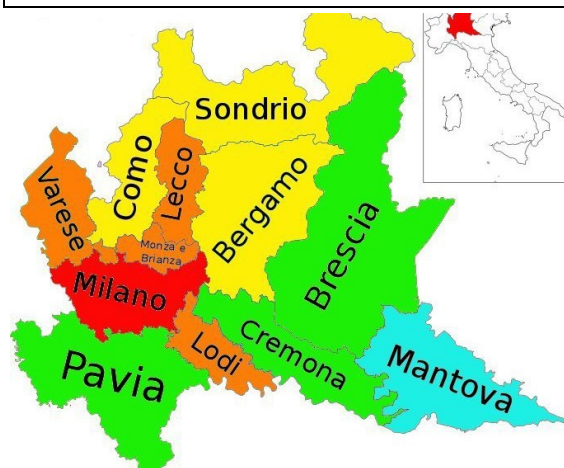 Sondrio
Como
Lecco
Varese
Bergamo
Brescia
Monza e
Brianza
Milano
Lodi
Cremona
Pavia
Mantova